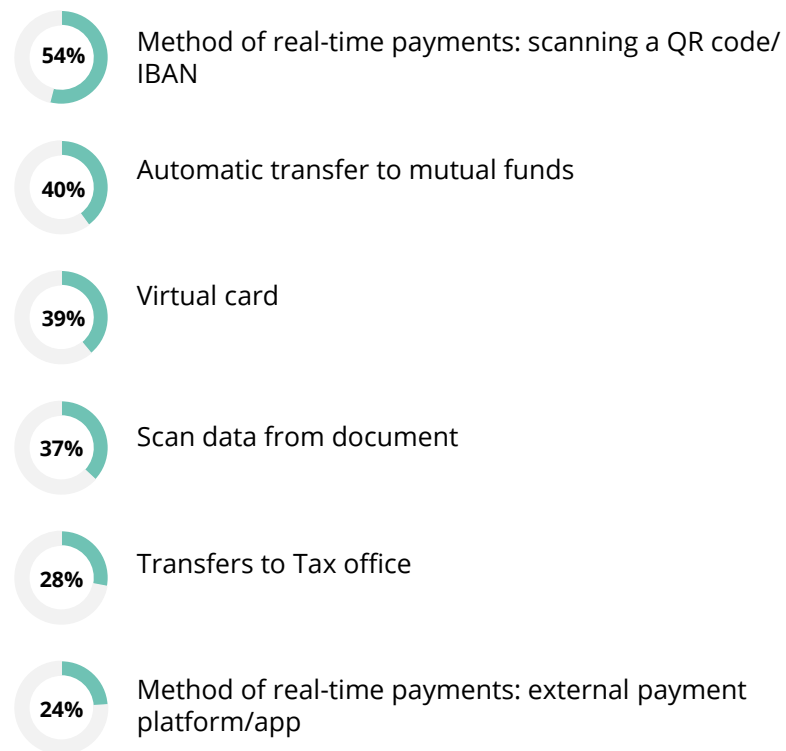 54%
Method of real-time payments: scanning a QR code/
IBAN
40%
Automatic transfer to mutual funds
39%
Virtual card
37%
Scan data from document
28%
Transfers to Tax office
24%
Method of real-time payments: external payment
platform/app